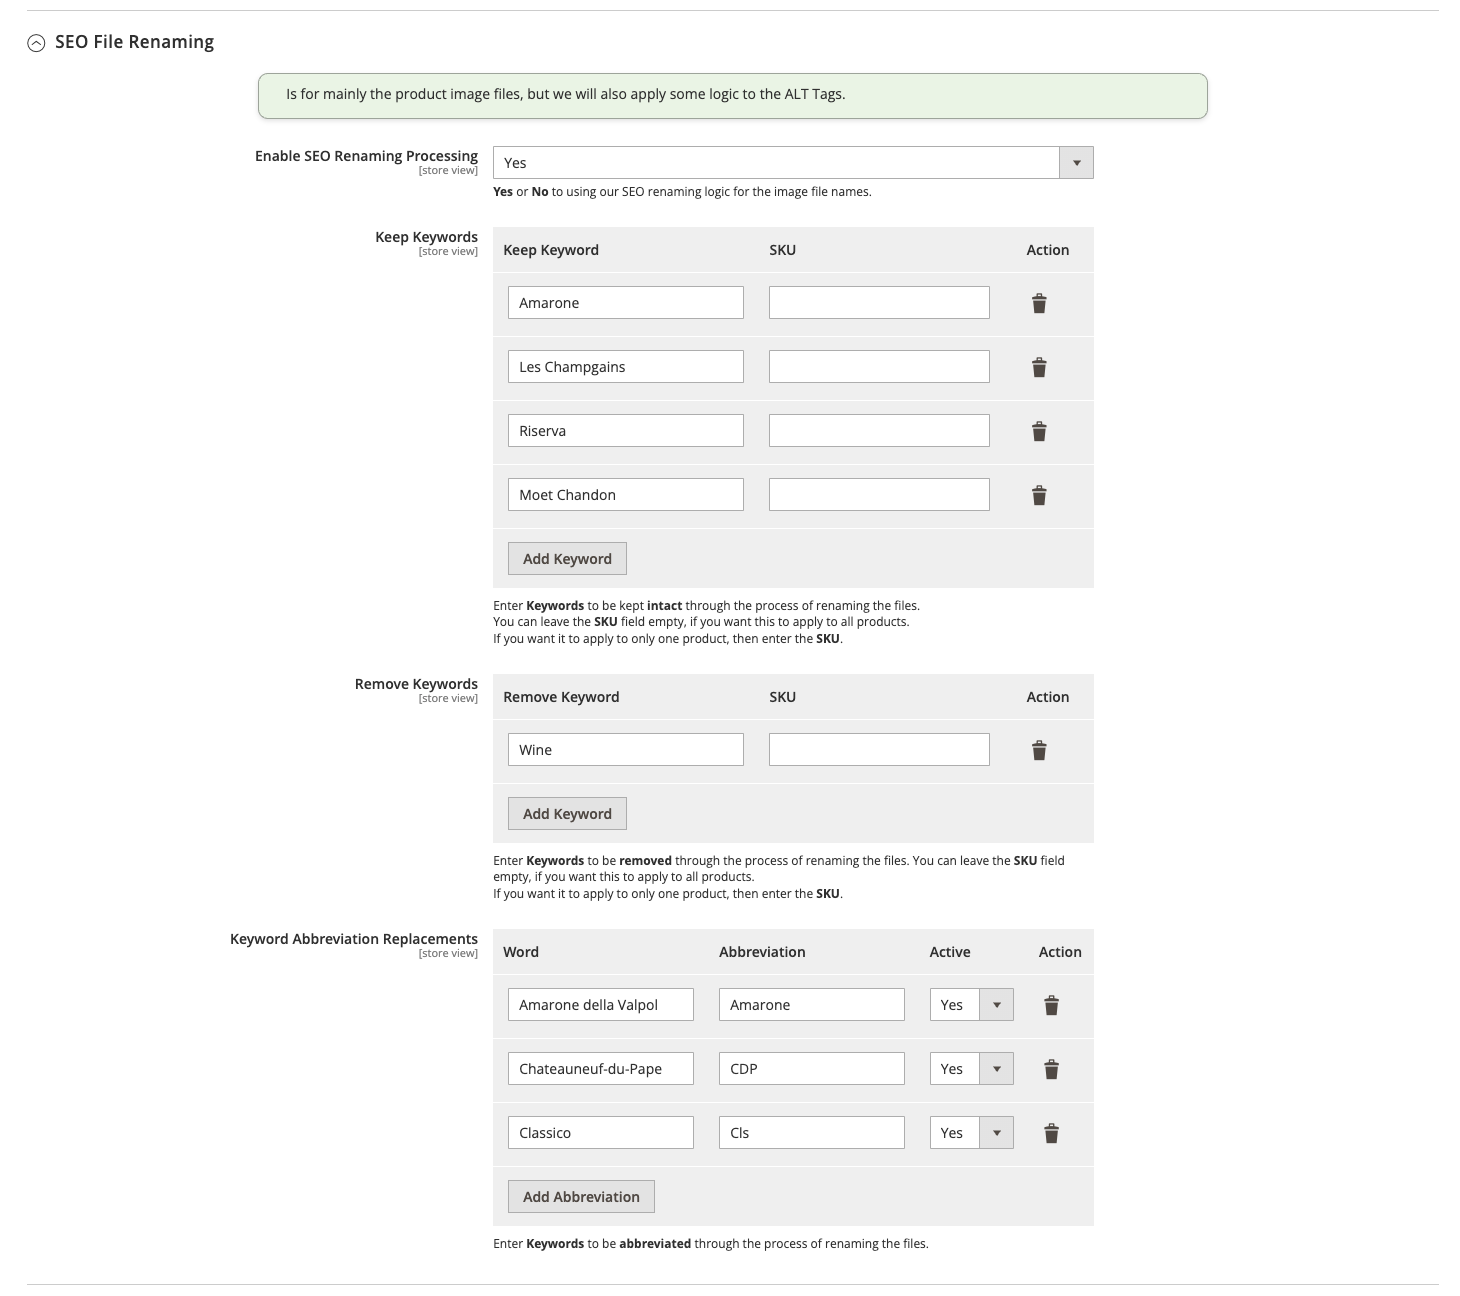 SEO File Renaming
Is for mainly the product image files, but we will also apply some logic to the ALT Tags.
Enable SEO Renaming Processing
[store view]
Yes
Yes or No to using our SEO renaming logic for the image file names.
Keep Keywords
[store view]
Keep Keyword SKU Action
Amarone
Les Champgains
Riserva
Moet Chandon
Add Keyword
Enter Keywords to be kept intact through the process of renaming the files.
You can leave the SKU field empty, if you want this to apply to all products.
If you want it to apply to only one product, then enter the SKU.
Remove Keywords
[store view]
Remove Keyword SKU Action
Wine
Add Keyword
Enter Keywords to be removed through the process of renaming the files. You can leave the SKU field
empty, if you want this to apply to all products.
If you want it to apply to only one product, then enter the SKU.
Keyword Abbreviation Replacements
[store view]
Word Abbreviation Active Action
Amarone della Valpol Amarone Yes
Chateauneuf-du-Pape CDP Yes
Classico Cls Yes
Add Abbreviation
Enter Keywords to be abbreviated through the process of renaming the files.